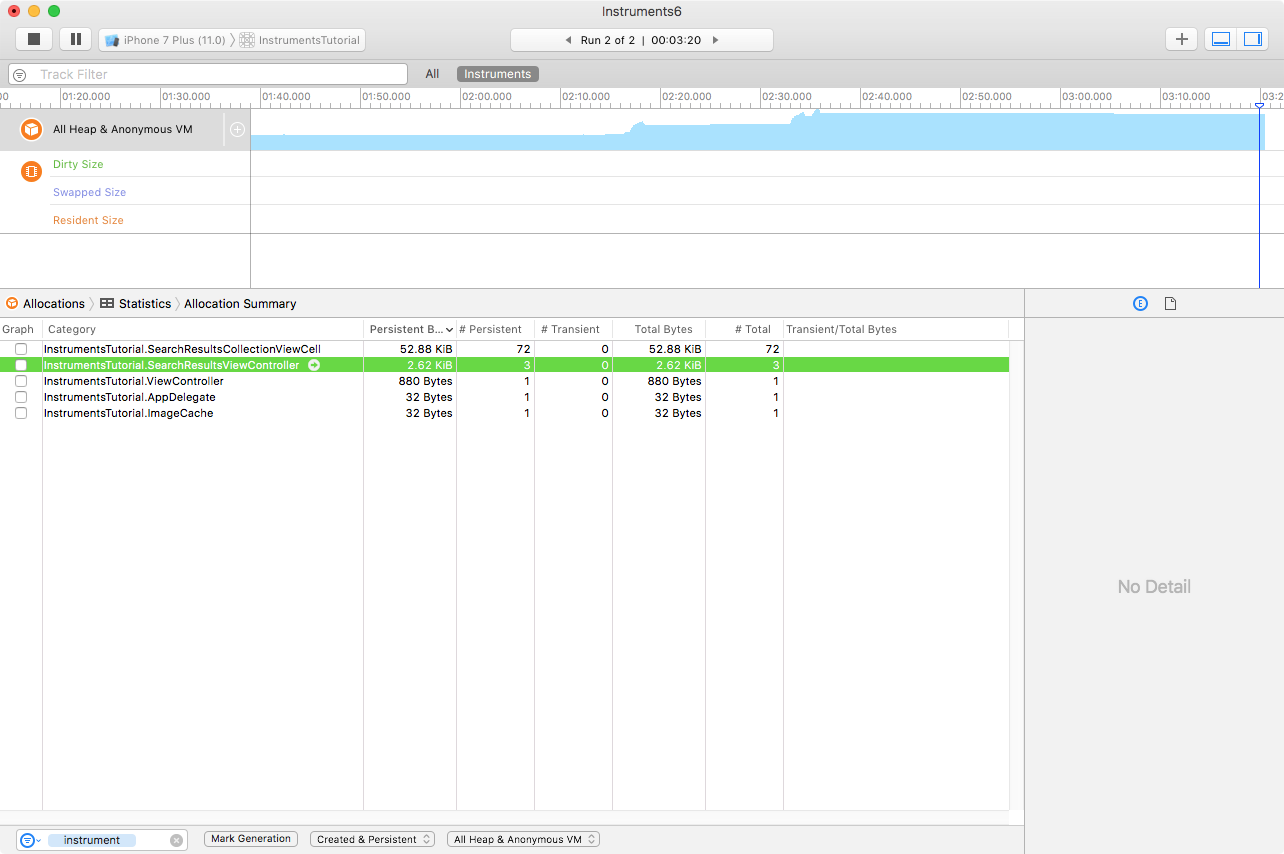 Instruments6
iPhone 7 Plus (11.0) 〉 InstrumentsTutorial
Run 2 of 2 | 00:03:20
Track Filter All Instruments
00 01:20.000 01:30.000 01:40.000 01:50.000 02:00.000 02:10.000 02:20.000 02:30.000 02:40.000 02:50.000 03:00.000 03:10.000 03:2
All Heap & Anonymous VM
Dirty Size
Swapped Size
Resident Size
Allocations 〉 Statistics 〉 Allocation Summary E
Graph Category Persistent B... # Persistent # Transient Total Bytes # Total Transient/Total Bytes
InstrumentsTutorial.SearchResultsCollectionViewCell 52.88 KiB 72 0 52.88 KiB 72
InstrumentsTutorial.SearchResultsViewController 2.62 KiB 3 0 2.62 KiB 3
InstrumentsTutorial.ViewController 880 Bytes 1 0 880 Bytes 1
InstrumentsTutorial.AppDelegate 32 Bytes 1 0 32 Bytes 1
InstrumentsTutorial.ImageCache 32 Bytes 1 0 32 Bytes 1
No Detail
instrument Mark Generation Created & Persistent All Heap & Anonymous VM